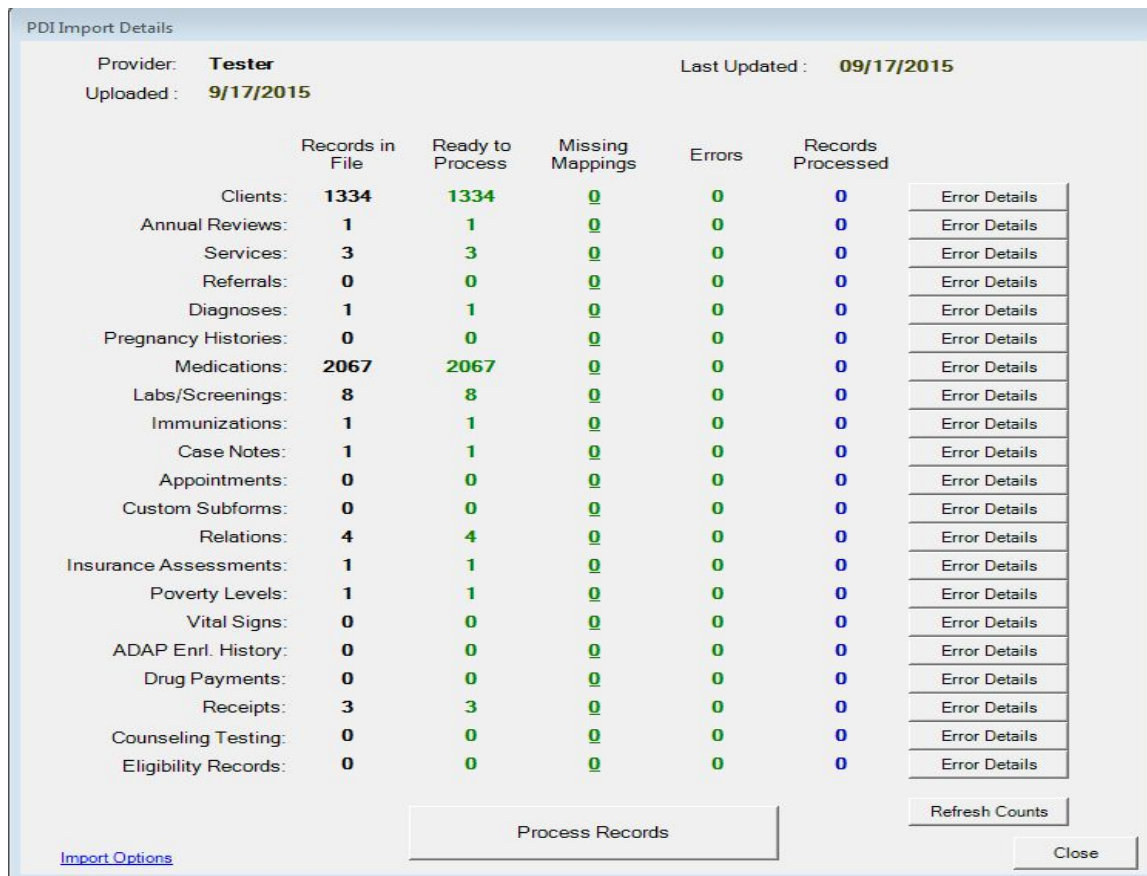 PDI Import Details
Provider: Tester Last Updated : 09/17/2015
Uploaded : 9/17/2015
Records in File Ready to Process Missing Mappings Errors Records Processed
Clients: 1334 1334 0 0 0 Error Details
Annual Reviews: 1 1 0 0 0 Error Details
Services: 3 3 0 0 0 Error Details
Referrals: 0 0 0 0 0 Error Details
Diagnoses: 1 1 0 0 0 Error Details
Pregnancy Histories: 0 0 0 0 0 Error Details
Medications: 2067 2067 0 0 0 Error Details
Labs/Screenings: 8 8 0 0 0 Error Details
Immunizations: 1 1 0 0 0 Error Details
Case Notes: 1 1 0 0 0 Error Details
Appointments: 0 0 0 0 0 Error Details
Custom Subforms: 0 0 0 0 0 Error Details
Relations: 4 4 0 0 0 Error Details
Insurance Assessments: 1 1 0 0 0 Error Details
Poverty Levels: 1 1 0 0 0 Error Details
Vital Signs: 0 0 0 0 0 Error Details
ADAP Enrl. History: 0 0 0 0 0 Error Details
Drug Payments: 0 0 0 0 0 Error Details
Receipts: 3 3 0 0 0 Error Details
Counseling Testing: 0 0 0 0 0 Error Details
Eligibility Records: 0 0 0 0 0 Error Details
Refresh Counts
Process Records
Import Options Close